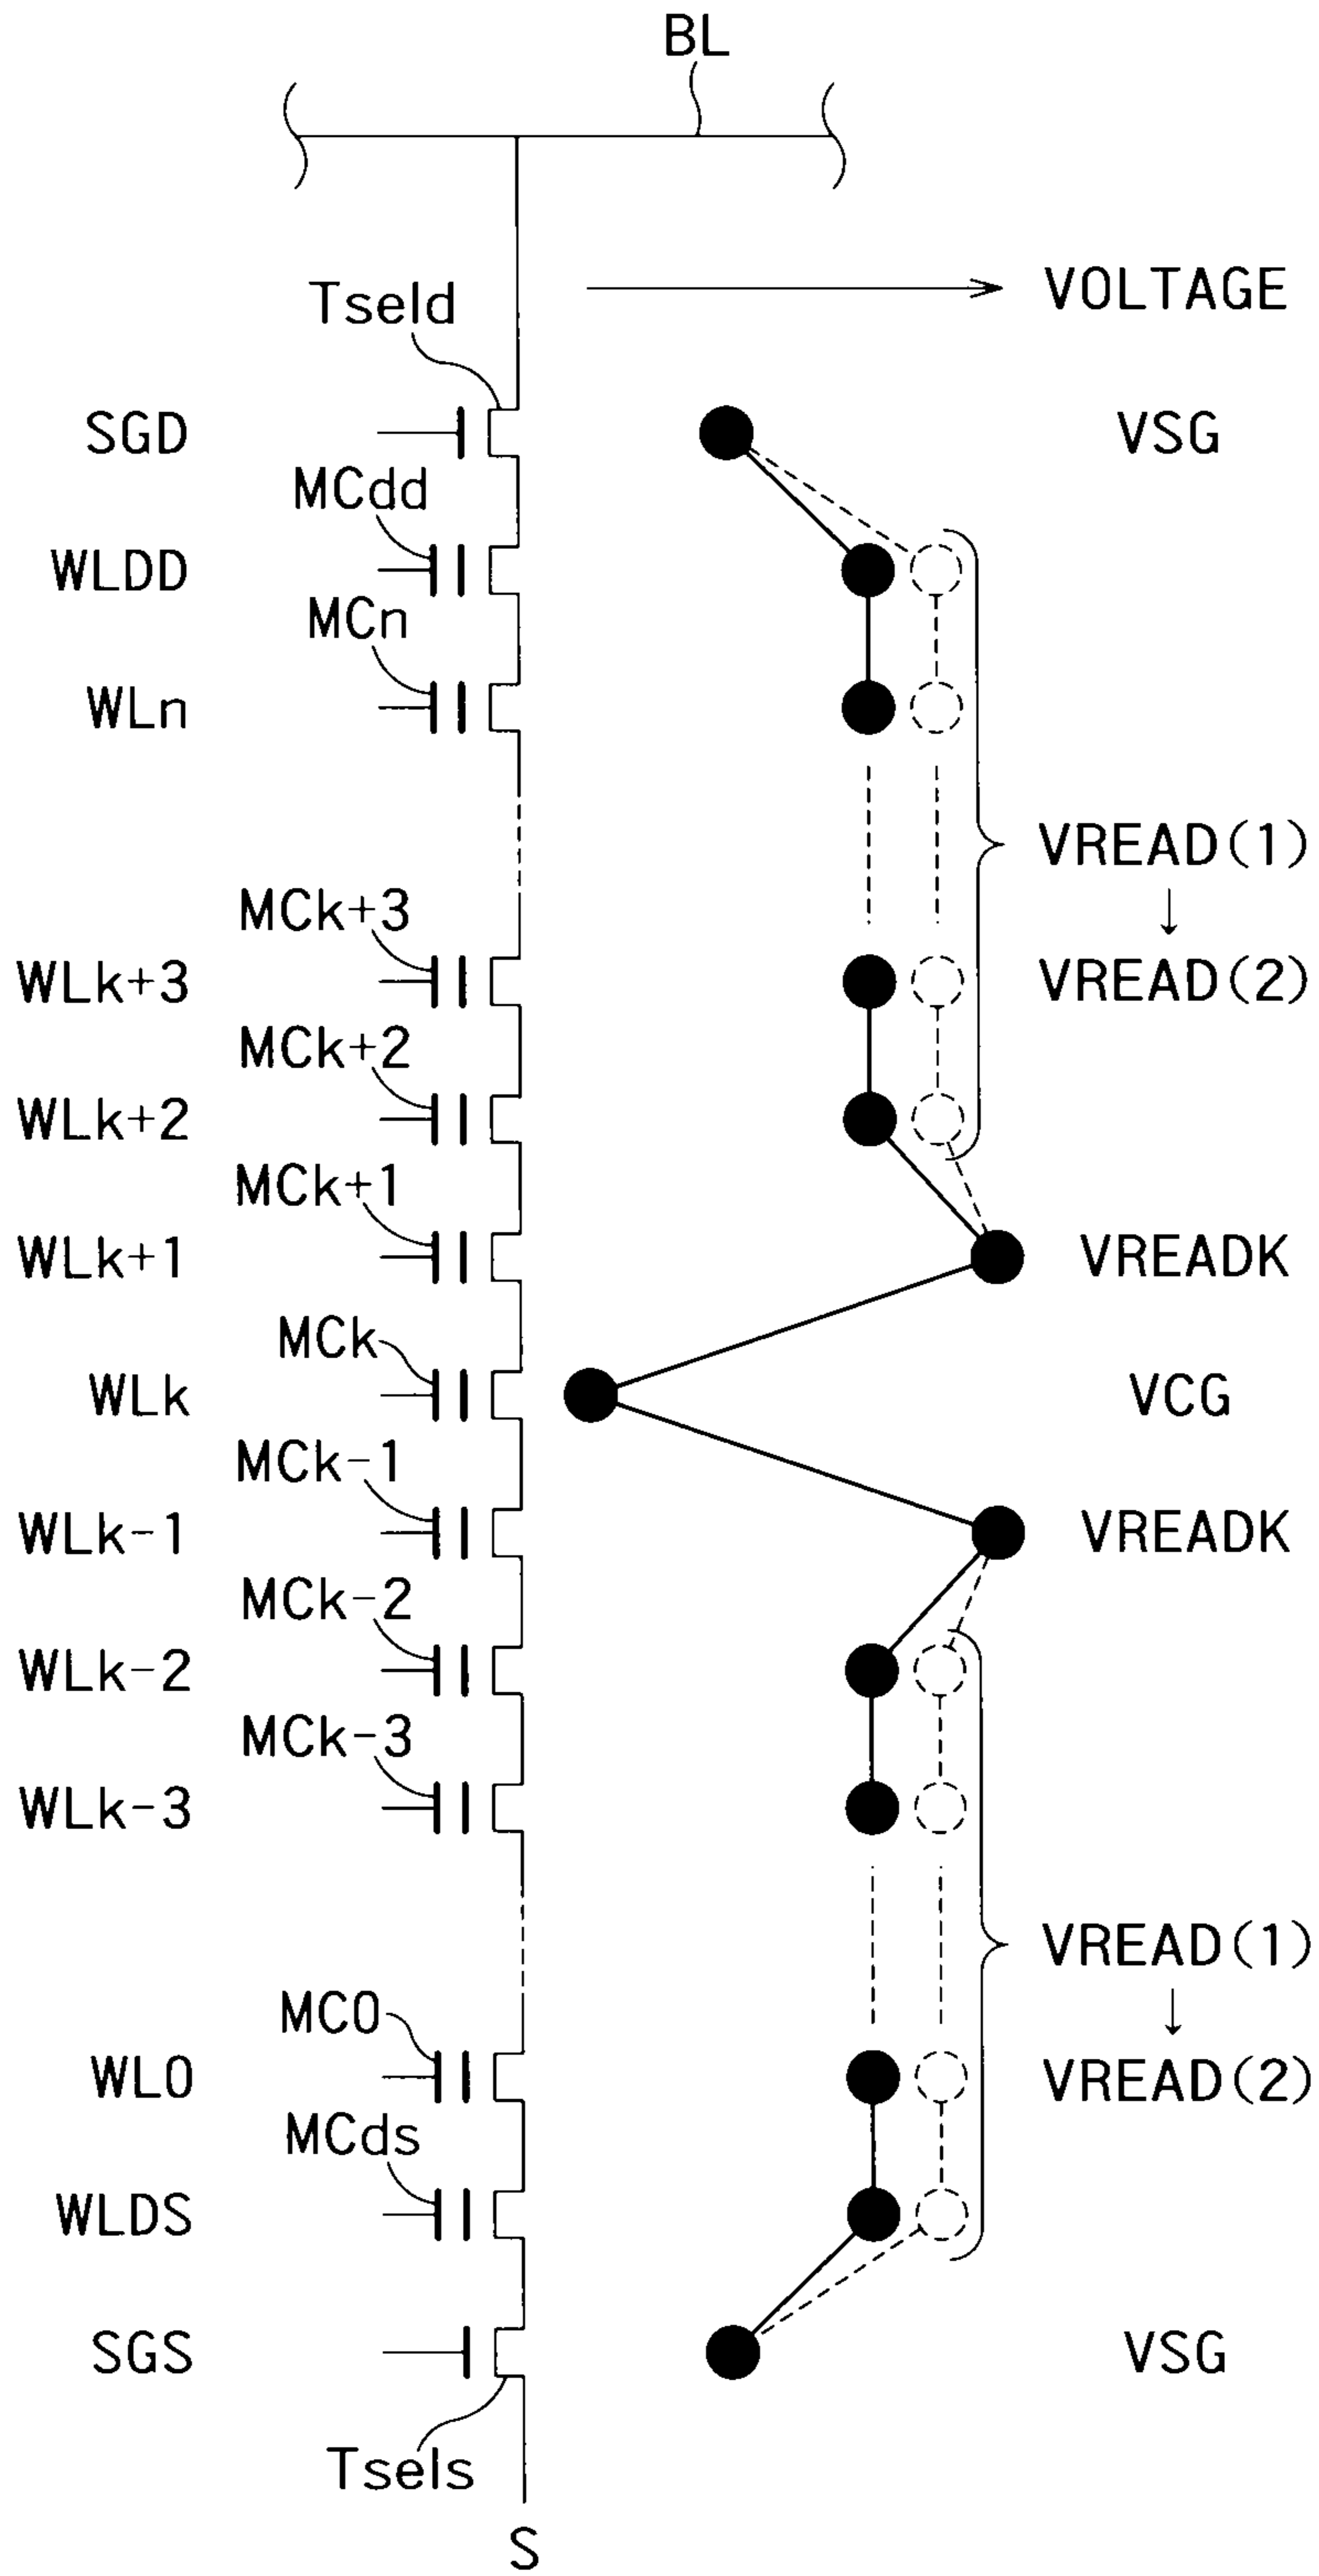 BL
Tseld
VOLTAGE
SGD
VSG
MCdd
WLDD
MCn
WLn
VREAD(1)
↓
MCk+3
WLk+3
VREAD(2)
MCk+2
WLk+2
MCk+1
WLk+1
VREADK
MCk
WLk
VCG
MCk-1
WLk-1
VREADK
MCk-2
WLk-2
MCk-3
WLk-3
VREAD(1)
↓
MC0
WL0
VREAD(2)
MCds
WLDS
SGS
VSG
Tsels
S